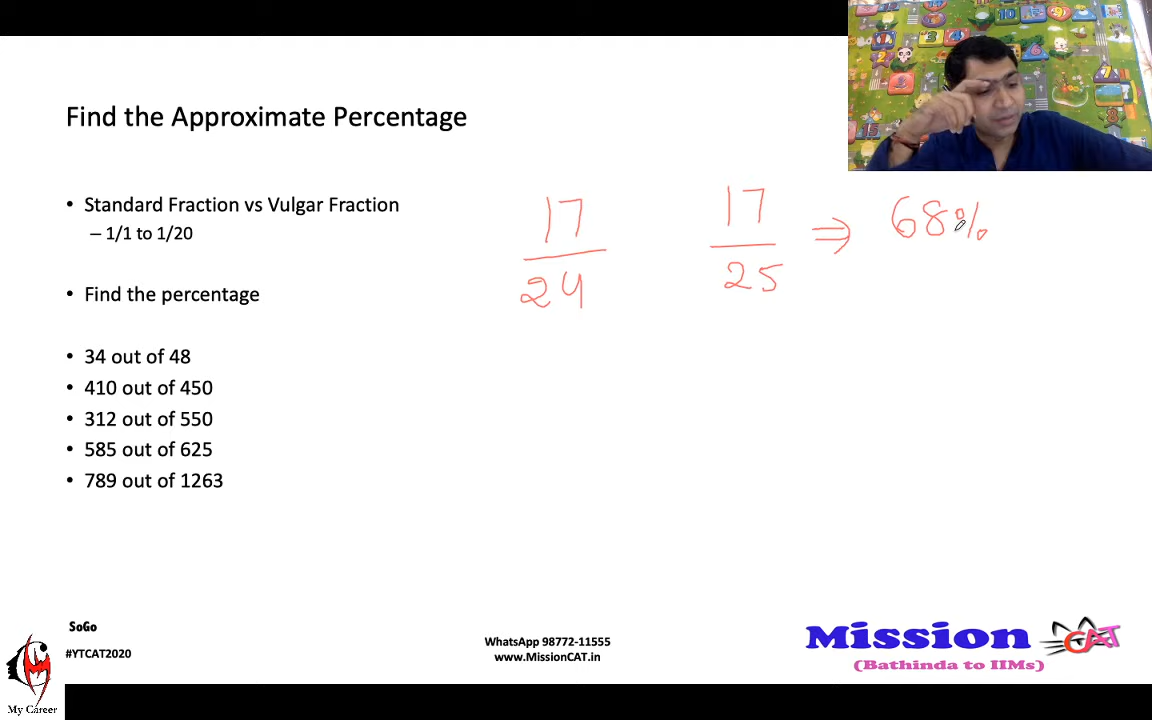 Find the Approximate Percentage
• Standard Fraction vs Vulgar Fraction
– 1/1 to 1/20
• Find the percentage
• 34 out of 48
• 410 out of 450
• 312 out of 550
• 585 out of 625
• 789 out of 1263
17
24
17
25
⇒ 68%
SoGo
#YTCAT2020
My Career
WhatsApp 98772-11555
www.MissionCAT.in
Mission CAT
(Bathinda to IIMs)